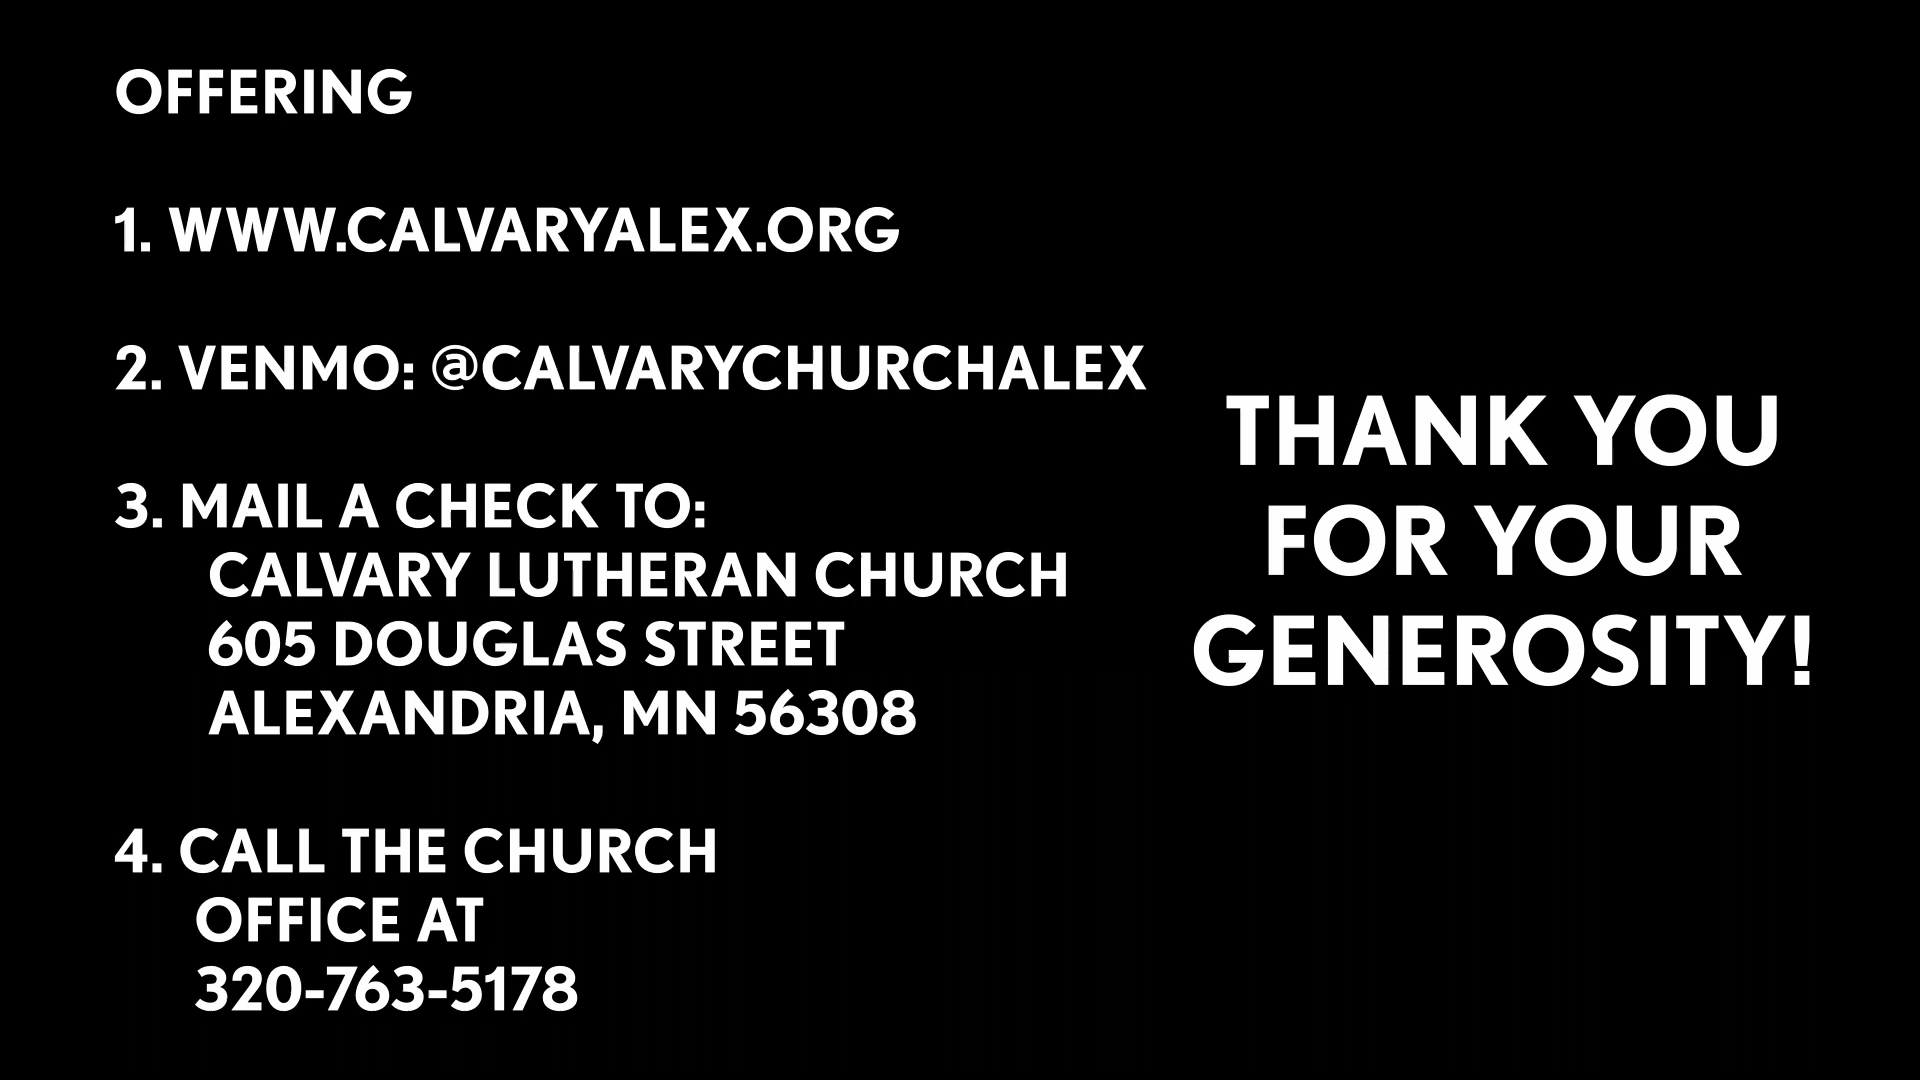 OFFERING
1. WWW.CALVARYALEX.ORG
2. VENMO: @CALVARYCHURCHALEX
3. MAIL A CHECK TO:
CALVARY LUTHERAN CHURCH
605 DOUGLAS STREET
ALEXANDRIA, MN 56308
4. CALL THE CHURCH
OFFICE AT
320-763-5178
THANK YOU
FOR YOUR
GENEROSITY!